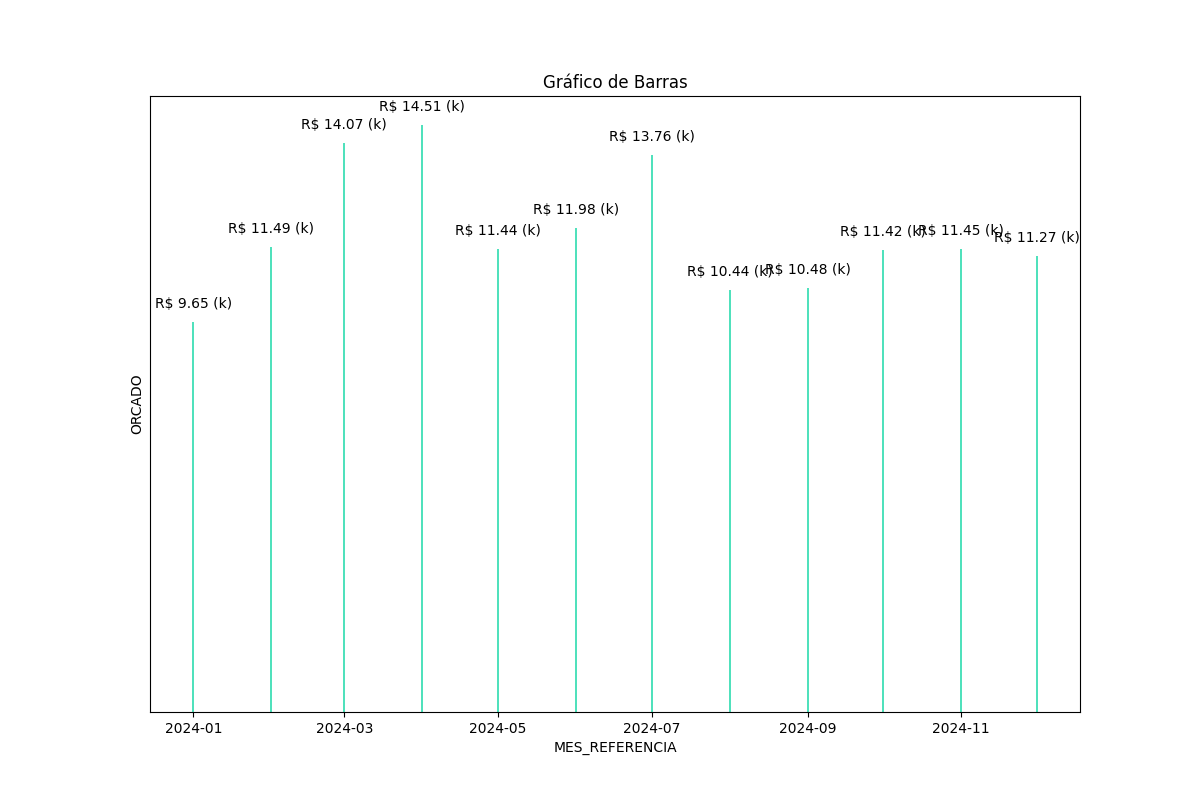 Gráfico de Barras
R$ 14.51 (k)
R$ 14.07 (k)
R$ 13.76 (k)
R$ 11.98 (k)
R$ 11.49 (k)
R$ 11.44 (k)
R$ 11.42 (k)
R$ 11.45 (k)
R$ 11.27 (k)
R$ 10.44 (k)
R$ 10.48 (k)
R$ 9.65 (k)
ORCADO
2024-01 2024-03 2024-05 2024-07 2024-09 2024-11
MES_REFERENCIA